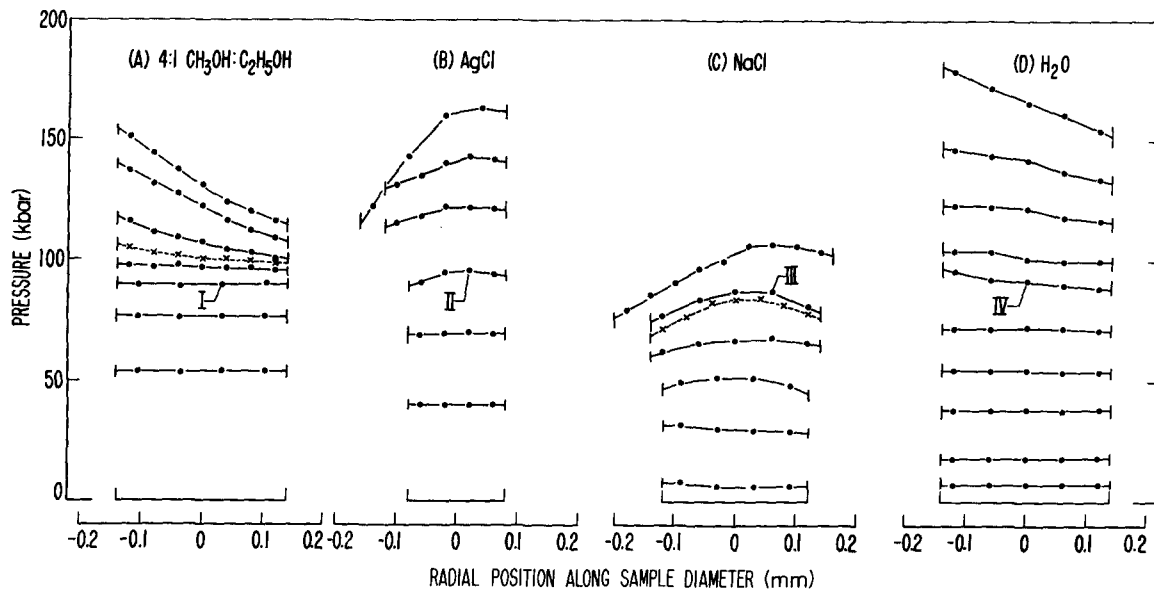 200
150
100
50
0
PRESSURE (kbar)
(A) 4:1 CH₃OH:C₂H₅OH
(B) AgCl
(C) NaCl
(D) H₂O
I
II
III
IV
-0.2 -0.1 0 0.1 0.2
-0.2 -0.1 0 0.1
-0.2 -0.1 0 0.1 0.2
-0.2 -0.1 0 0.1 0.2
RADIAL POSITION ALONG SAMPLE DIAMETER (mm)